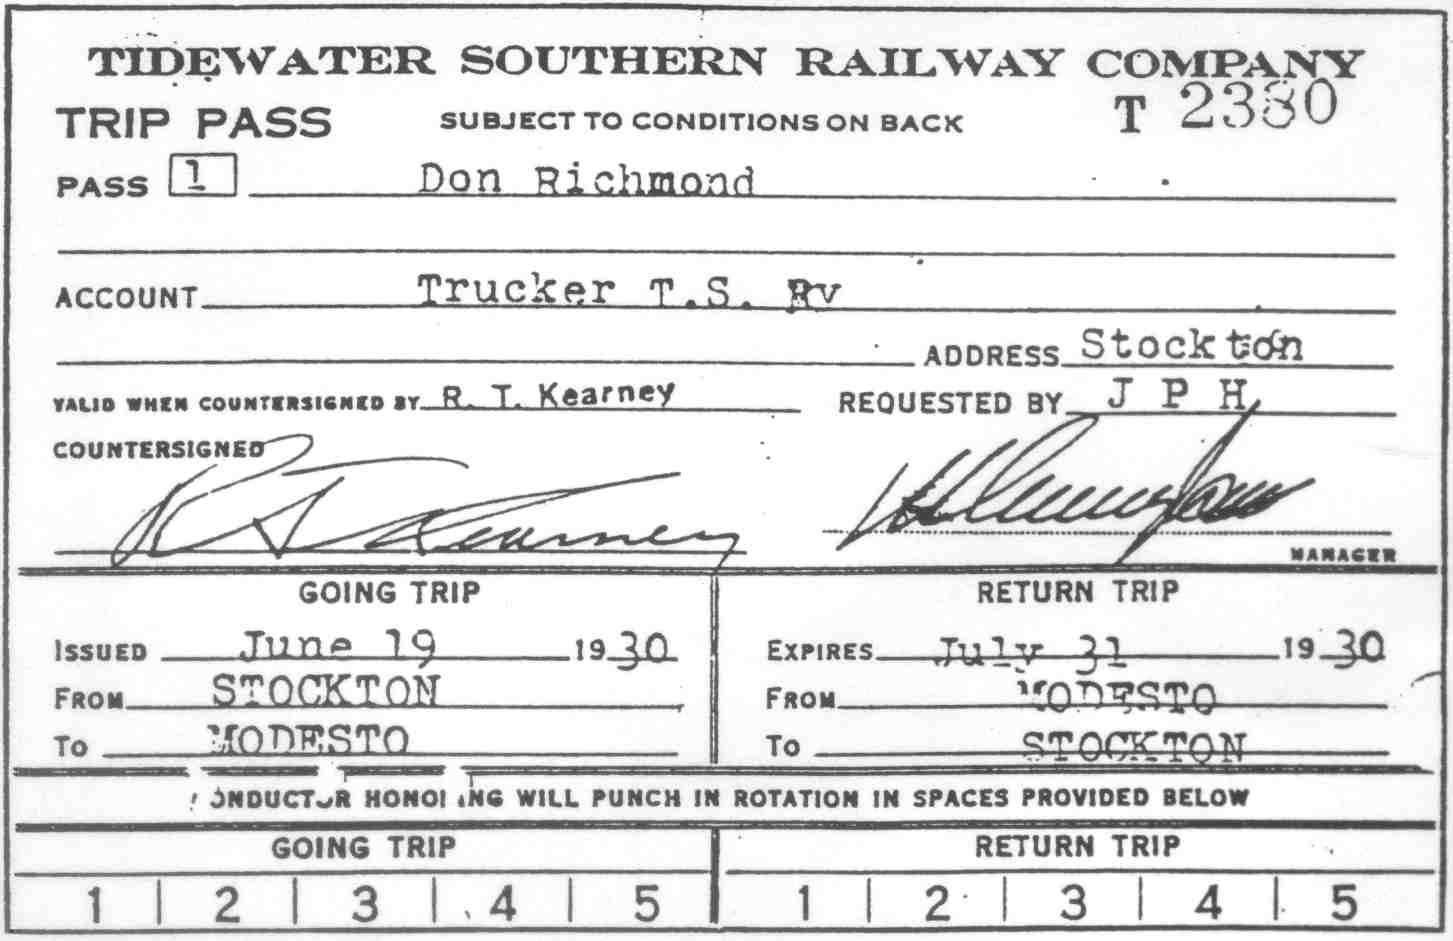 TIDEWATER SOUTHERN RAILWAY COMPANY
TRIP PASS SUBJECT TO CONDITIONS ON BACK T 2380
PASS 1 Don Richmond
ACCOUNT Trucker T.S. Ry
ADDRESS Stockton
VALID WHEN COUNTERSIGNED BY R. T. Kearney REQUESTED BY J P H
COUNTERSIGNED
R T Kearney
MANAGER
GOING TRIP RETURN TRIP
ISSUED June 19 1930 EXPIRES July 31 1930
FROM STOCKTON FROM MODESTO
TO MODESTO TO STOCKTON
CONDUCTOR HONORING WILL PUNCH IN ROTATION IN SPACES PROVIDED BELOW
GOING TRIP RETURN TRIP
1 2 3 4 5 1 2 3 4 5